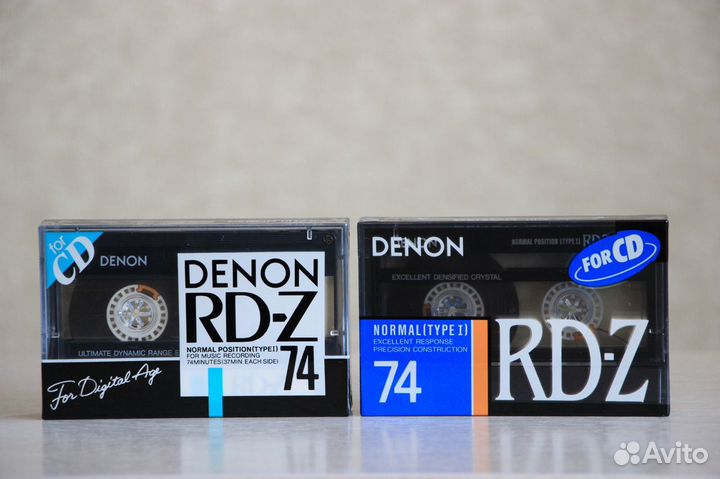 for
CD
DENON
DENON
RD-Z
NORMAL POSITION (TYPE I)
FOR MUSIC RECORDING
74MINUTES (37MIN. EACH SIDE)
74
ULTIMATE DYNAMIC RANGE
For Digital Age
DENON
NORMAL POSITION (TYPE I)
RD-Z
FOR CD
EXCELLENT DENSIFIED CRYSTAL
NORMAL (TYPE I)
EXCELLENT RESPONSE
PRECISION CONSTRUCTION
74
RD-Z
Avito